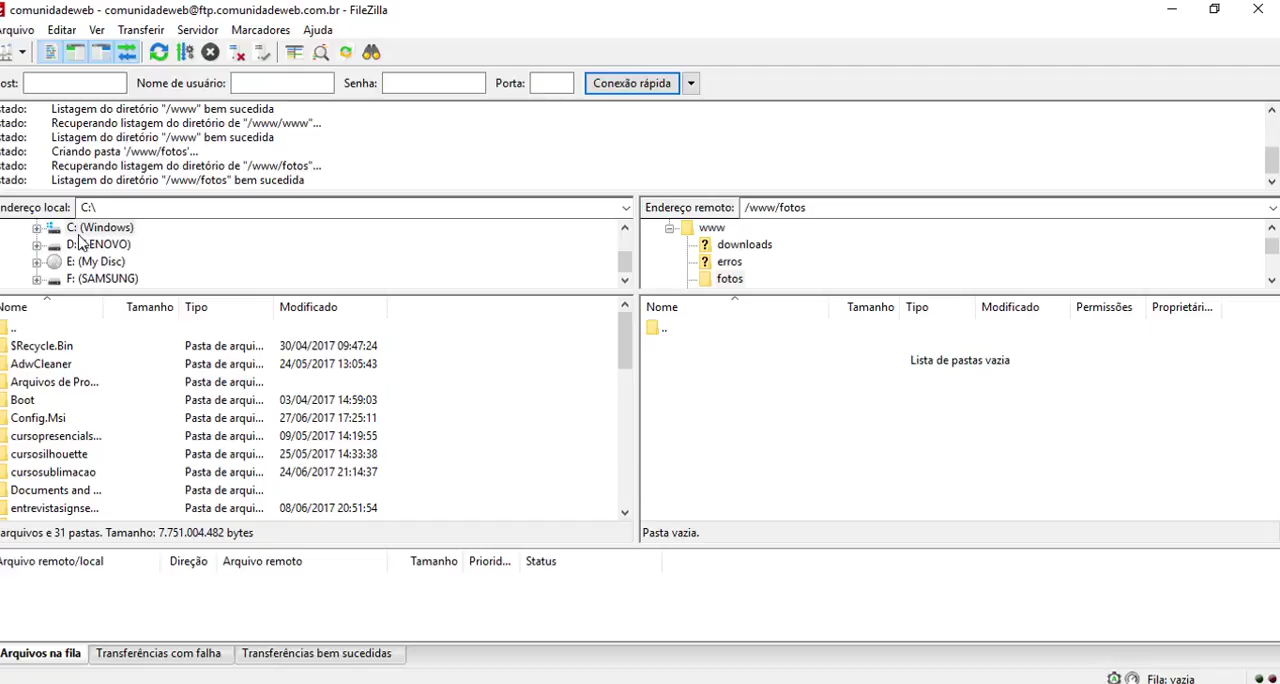 comunidadeweb - comunidadeweb@ftp.comunidadeweb.com.br - FileZilla
rquivo Editar Ver Transferir Servidor Marcadores Ajuda
ost: Nome de usuário: Senha: Porta: Conexão rápida
stado: Listagem do diretório "/www" bem sucedida
stado: Recuperando listagem do diretório de "/www/www"...
stado: Listagem do diretório "/www" bem sucedida
stado: Criando pasta '/www/fotos'...
stado: Recuperando listagem do diretório de "/www/fotos"...
stado: Listagem do diretório "/www/fotos" bem sucedida
ndereço local: C:\
C: (Windows)
D: (LENOVO)
E: (My Disc)
F: (SAMSUNG)
Endereço remoto: /www/fotos
www
downloads
erros
fotos
Nome Tamanho Tipo Modificado
..
$Recycle.Bin Pasta de arqui... 30/04/2017 09:47:24
AdwCleaner Pasta de arqui... 24/05/2017 13:05:43
Arquivos de Pro... Pasta de arqui...
Boot Pasta de arqui... 03/04/2017 14:59:03
Config.Msi Pasta de arqui... 27/06/2017 17:25:11
cursopresencials... Pasta de arqui... 09/05/2017 14:19:55
cursosilhouette Pasta de arqui... 25/05/2017 14:33:38
cursosublimacao Pasta de arqui... 24/06/2017 21:14:37
Documents and ... Pasta de arqui...
entrevistasignse... Pasta de arqui... 08/06/2017 20:51:54
arquivos e 31 pastas. Tamanho: 7.751.004.482 bytes
Nome Tamanho Tipo Modificado Permissões Proprietári...
..
Lista de pastas vazia
Pasta vazia.
Arquivo remoto/local Direção Arquivo remoto Tamanho Priorid... Status
Arquivos na fila Transferências com falha Transferências bem sucedidas
Fila: vazia